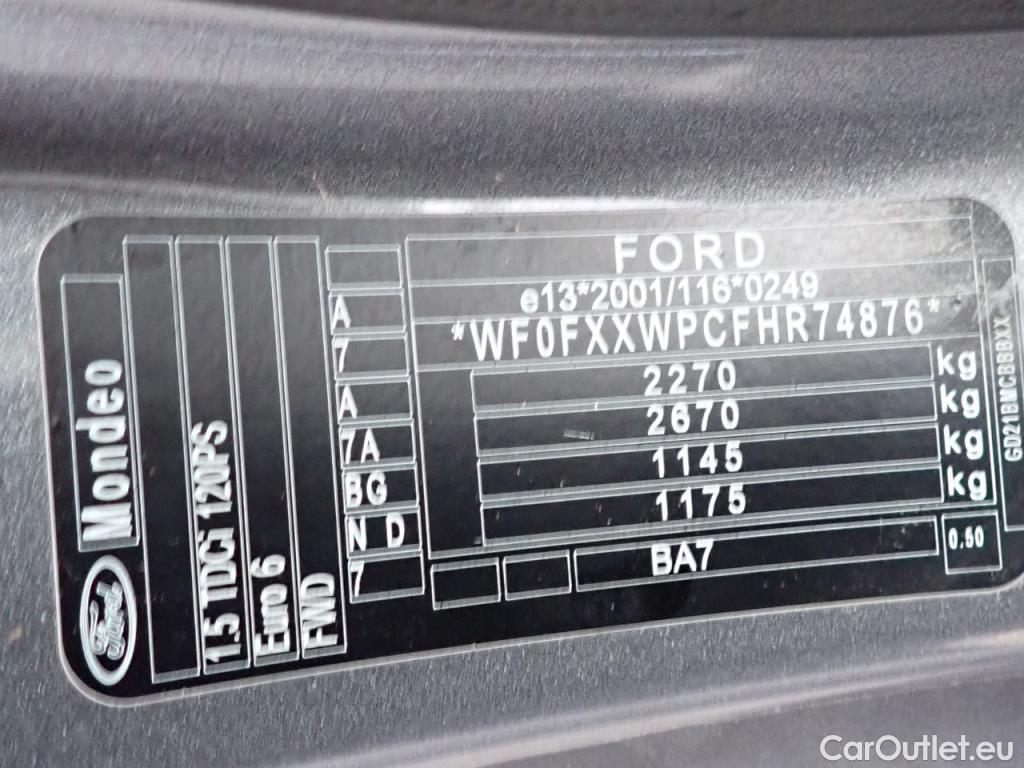 FORD
e13*2001/116*0249
*WF0FXXWPCFHR74876*
2270 kg
2670 kg
1145 kg
1175 kg
BA7
0.50
A
7
A
7A
BG
N D
7
Mondeo
1.5 TDCi 120PS
Euro 6
FWD
Ford
GD21BMCBBBXX
CarOutlet.eu